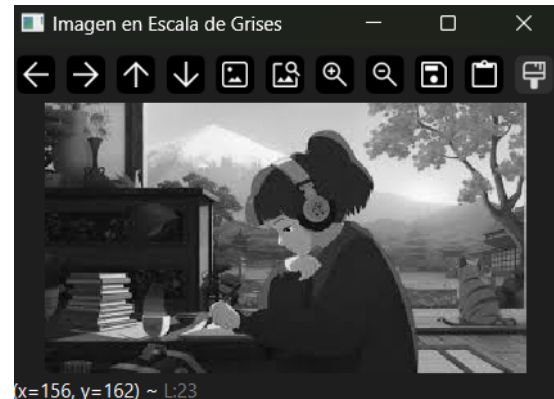 Imagen en Escala de Grises
(x=156, y=162) ~ L:23